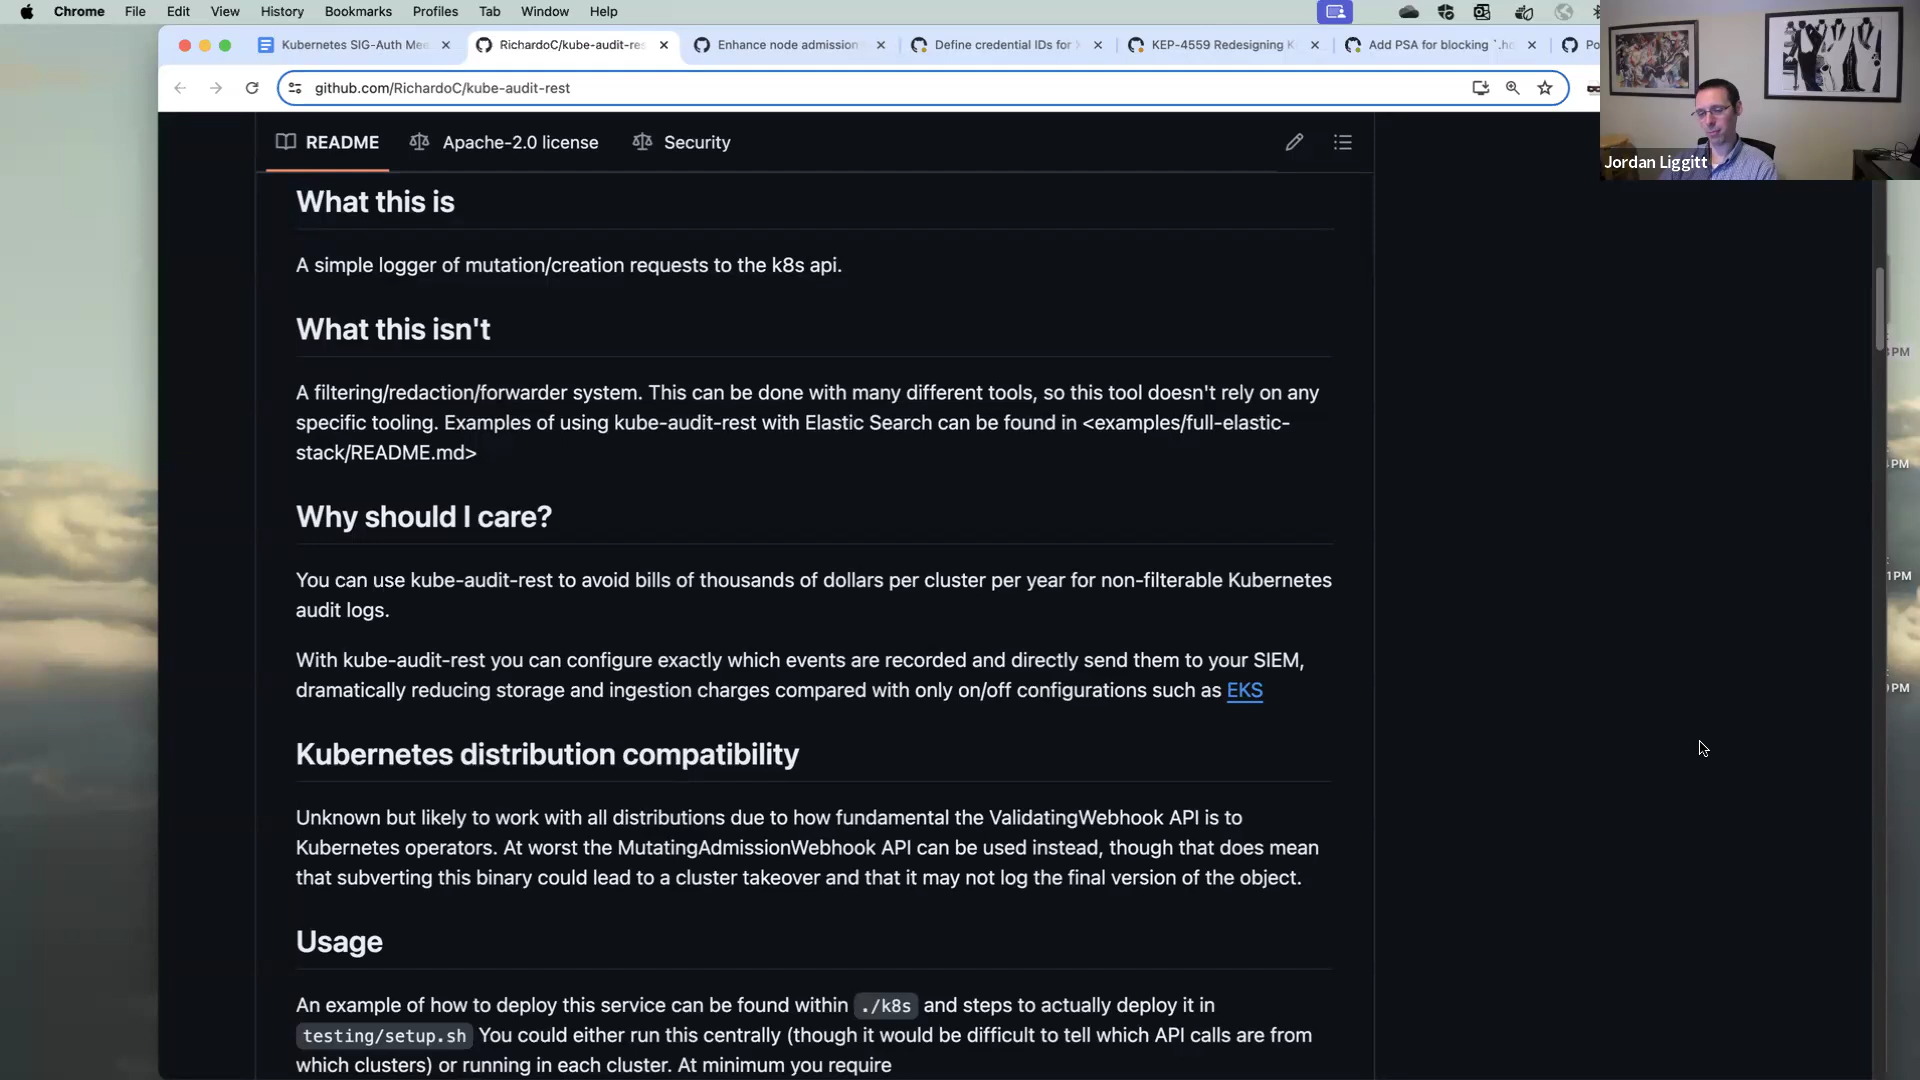 Chrome File Edit View History Bookmarks Profiles Tab Window Help
Kubernetes SIG-Auth Mee
RichardoC/kube-audit-res
Enhance node admission
Define credential IDs for
KEP-4559 Redesigning K
Add PSA for blocking `.ho
Po
github.com/RichardoC/kube-audit-rest
Jordan Liggitt
README Apache-2.0 license Security
What this is
A simple logger of mutation/creation requests to the k8s api.
What this isn't
A filtering/redaction/forwarder system. This can be done with many different tools, so this tool doesn't rely on any
specific tooling. Examples of using kube-audit-rest with Elastic Search can be found in <examples/full-elastic-
stack/README.md>
Why should I care?
You can use kube-audit-rest to avoid bills of thousands of dollars per cluster per year for non-filterable Kubernetes
audit logs.
With kube-audit-rest you can configure exactly which events are recorded and directly send them to your SIEM,
dramatically reducing storage and ingestion charges compared with only on/off configurations such as EKS
Kubernetes distribution compatibility
Unknown but likely to work with all distributions due to how fundamental the ValidatingWebhook API is to
Kubernetes operators. At worst the MutatingAdmissionWebhook API can be used instead, though that does mean
that subverting this binary could lead to a cluster takeover and that it may not log the final version of the object.
Usage
An example of how to deploy this service can be found within ./k8s and steps to actually deploy it in
testing/setup.sh You could either run this centrally (though it would be difficult to tell which API calls are from
which clusters) or running in each cluster. At minimum you require
PM
PM
1 PM
PM